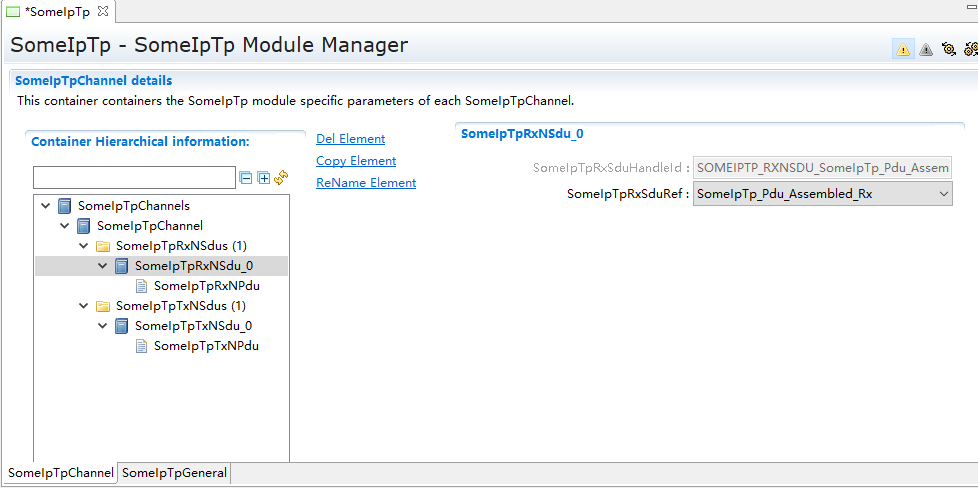 *SomeIpTp
SomeIpTp - SomeIpTp Module Manager
SomeIpTpChannel details
This container containers the SomeIpTp module specific parameters of each SomeIpTpChannel.
Container Hierarchical information:
Del Element
Copy Element
ReName Element
SomeIpTpChannels
SomeIpTpChannel
SomeIpTpRxNSdus (1)
SomeIpTpRxNSdu_0
SomeIpTpRxNPdu
SomeIpTpTxNSdus (1)
SomeIpTpTxNSdu_0
SomeIpTpTxNPdu
SomeIpTpRxNSdu_0
SomeIpTpRxSduHandleId : SOMEIPTP_RXNSDU_SomeIpTp_Pdu_Assem
SomeIpTpRxSduRef : SomeIpTp_Pdu_Assembled_Rx
SomeIpTpChannel SomeIpTpGeneral